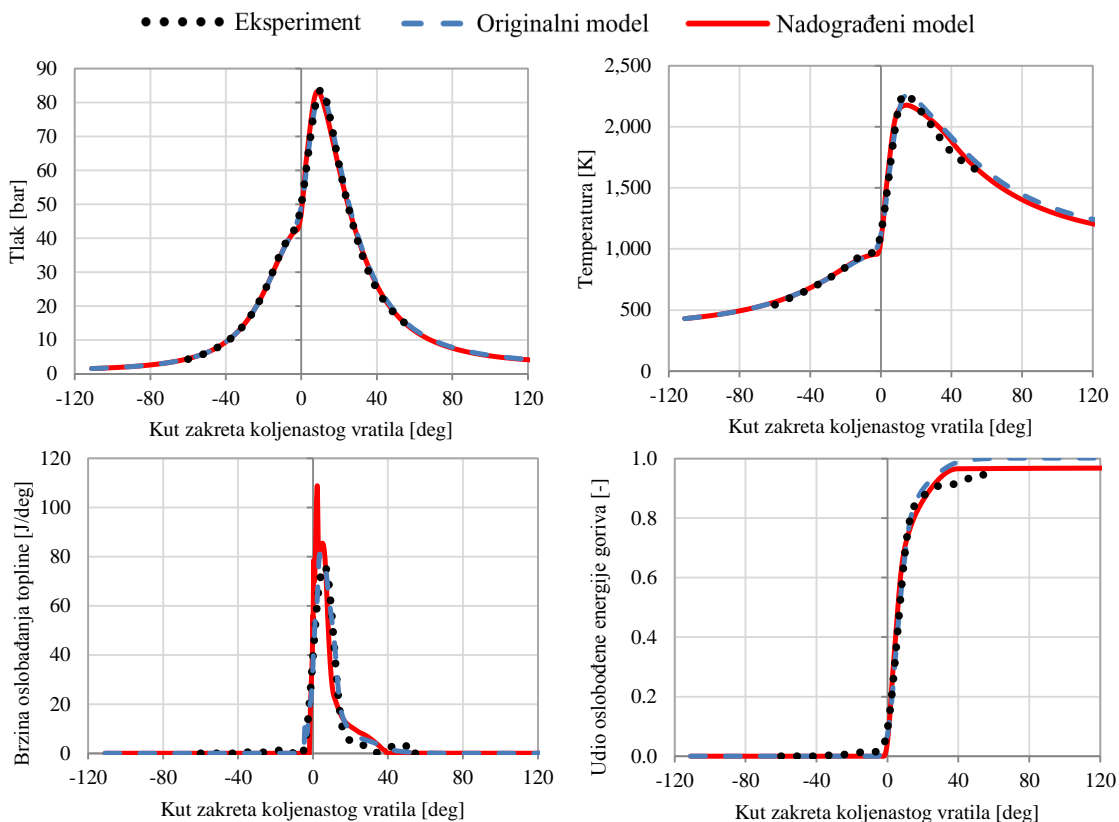 Eksperiment Originalni model Nadograđeni model
Tlak [bar]
90
80
70
60
50
40
30
20
10
0
-120 -80 -40 0 40 80 120
Kut zakreta koljenastog vratila [deg]
Temperatura [K]
2,500
2,000
1,500
1,000
500
0
-120 -80 -40 0 40 80 120
Kut zakreta koljenastog vratila [deg]
Brzina oslobađanja topline [J/deg]
120
100
80
60
40
20
0
-120 -80 -40 0 40 80 120
Kut zakreta koljenastog vratila [deg]
Udio oslobođene energije goriva [-]
1.0
0.8
0.6
0.4
0.2
0.0
-120 -80 -40 0 40 80 120
Kut zakreta koljenastog vratila [deg]